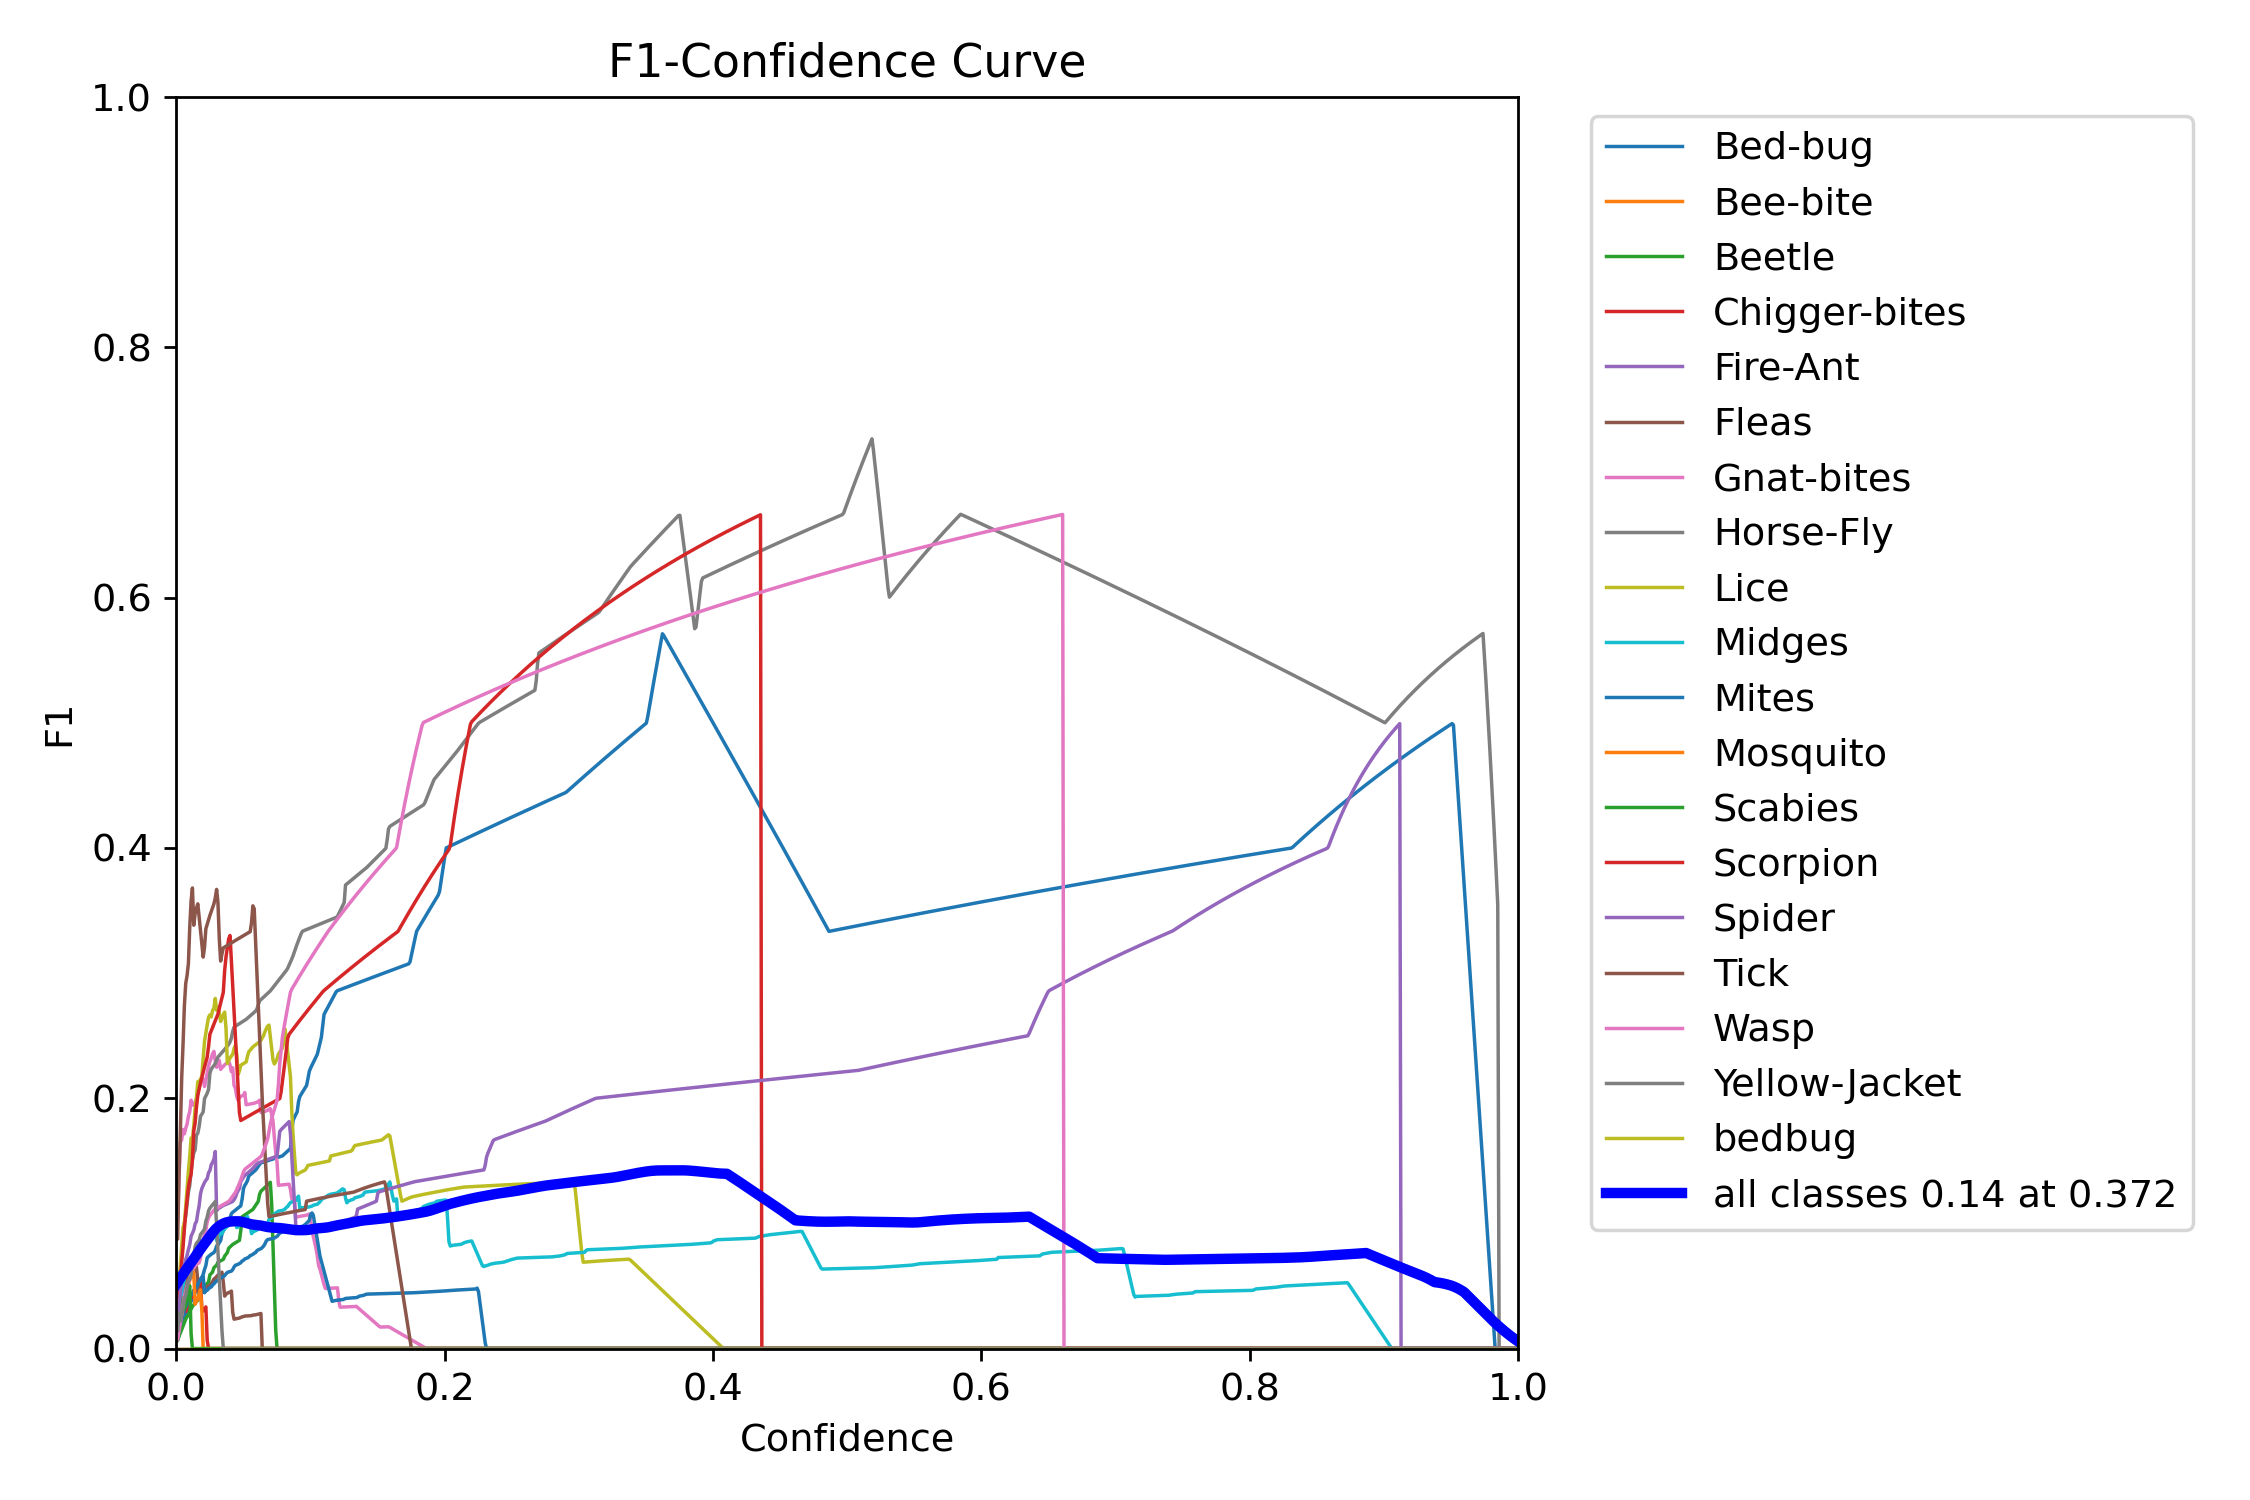 F1-Confidence Curve
1.0
0.8
0.6
0.4
0.2
0.0
F1
0.0 0.2 0.4 0.6 0.8 1.0
Confidence
Bed-bug
Bee-bite
Beetle
Chigger-bites
Fire-Ant
Fleas
Gnat-bites
Horse-Fly
Lice
Midges
Mites
Mosquito
Scabies
Scorpion
Spider
Tick
Wasp
Yellow-Jacket
bedbug
all classes 0.14 at 0.372